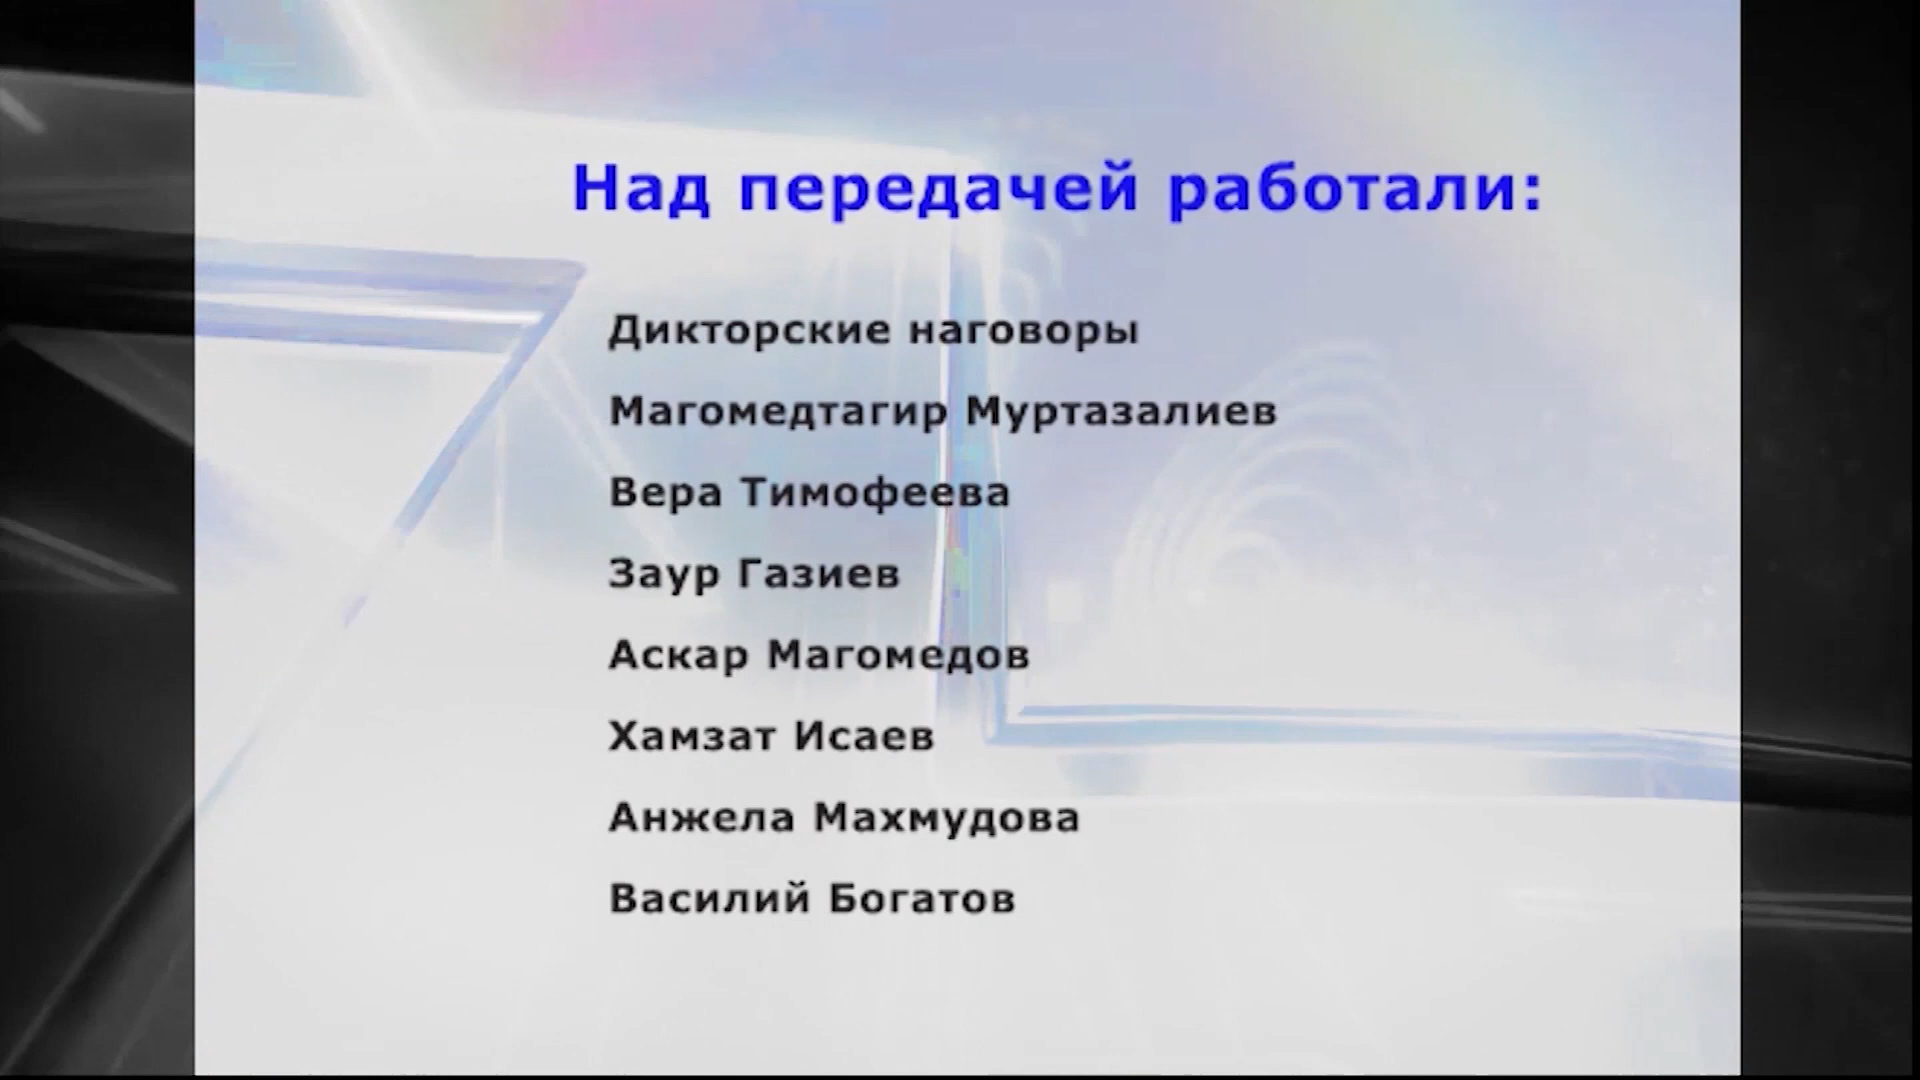 Над передачей работали:
Дикторские наговоры
Магомедтагир Муртазалиев
Вера Тимофеева
Заур Газиев
Аскар Магомедов
Хамзат Исаев
Анжела Махмудова
Василий Богатов